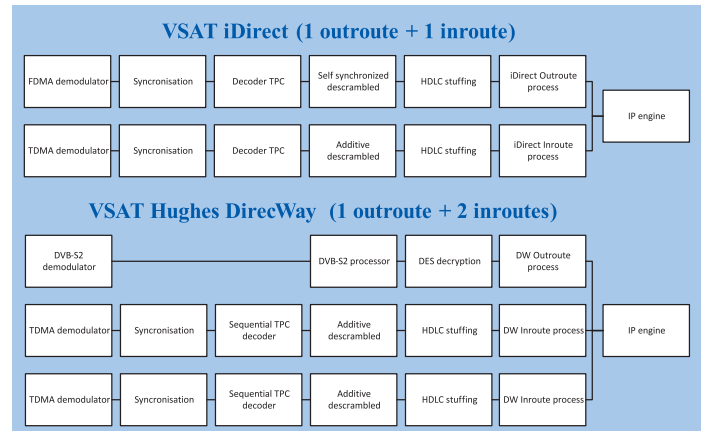 VSAT iDirect (1 outroute + 1 inroute)
FDMA demodulator
Syncronisation
Decoder TPC
Self synchronized
descrambled
HDLC stuffing
iDirect Outroute
process
IP engine
TDMA demodulator
Syncronisation
Decoder TPC
Additive
descrambled
HDLC stuffing
iDirect Inroute
process
VSAT Hughes DirecWay (1 outroute + 2 inroutes)
DVB-S2
demodulator
DVB-S2 processor
DES decryption
DW Outroute
process
TDMA demodulator
Syncronisation
Sequential TPC
decoder
Additive
descrambled
HDLC stuffing
DW Inroute process
IP engine
TDMA demodulator
Syncronisation
Sequential TPC
decoder
Additive
descrambled
HDLC stuffing
DW Inroute process